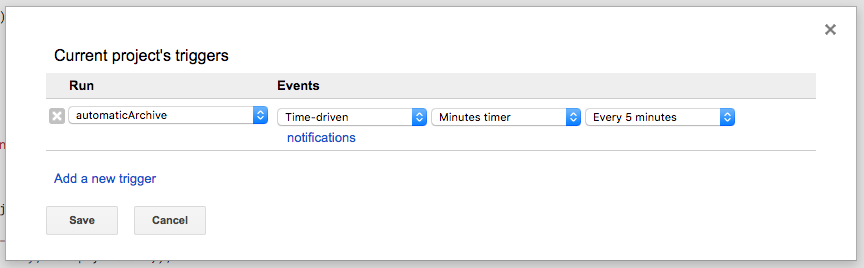 Current project's triggers
Run Events
automaticArchive Time-driven Minutes timer Every 5 minutes
notifications
Add a new trigger
Save Cancel